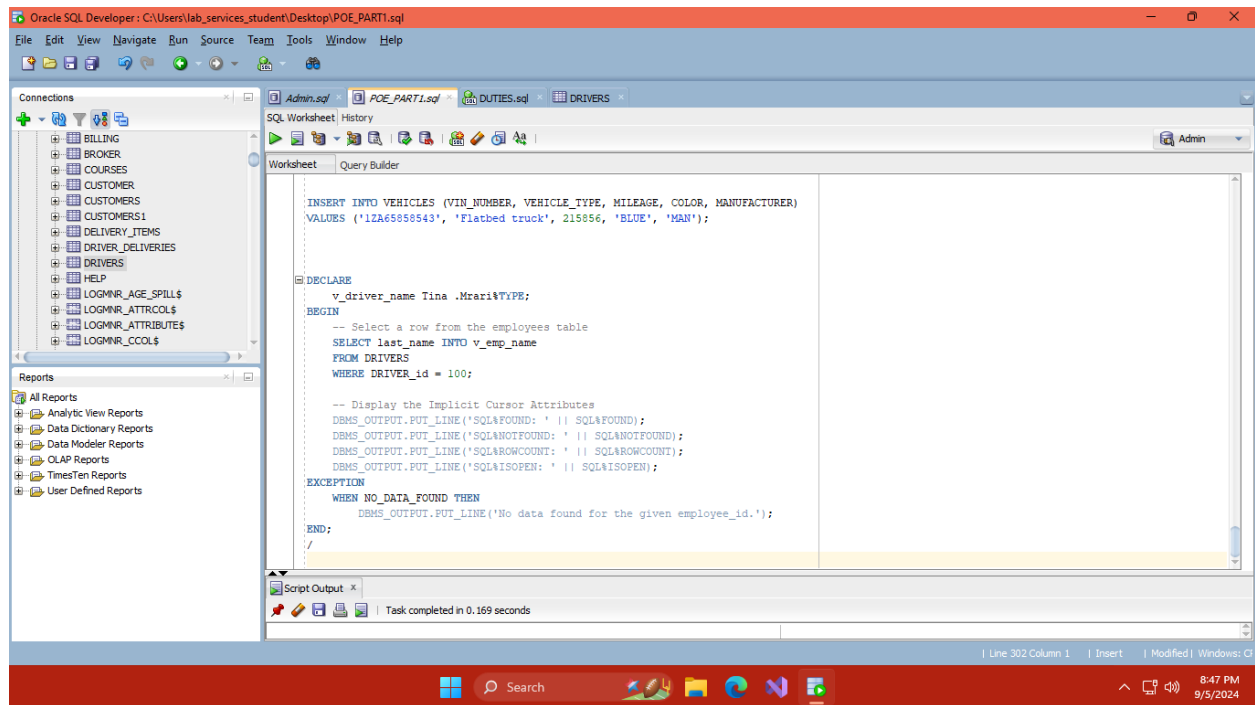 Oracle SQL Developer : C:\Users\lab_services_student\Desktop\POE_PART1.sql
File Edit View Navigate Run Source Team Tools Window Help
Connections
BILLING
BROKER
COURSES
CUSTOMER
CUSTOMERS
CUSTOMERS1
DELIVERY_ITEMS
DRIVER_DELIVERIES
DRIVERS
HELP
LOGMNR_AGE_SPILL$
LOGMNR_ATTRCOL$
LOGMNR_ATTRIBUTE$
LOGMNR_CCOL$
Reports
All Reports
Analytic View Reports
Data Dictionary Reports
Data Modeler Reports
OLAP Reports
TimesTen Reports
User Defined Reports
Admin.sql POE_PART1.sql DUTIES.sql DRIVERS
SQL Worksheet History
Admin
Worksheet Query Builder
INSERT INTO VEHICLES (VIN_NUMBER, VEHICLE_TYPE, MILEAGE, COLOR, MANUFACTURER)
VALUES ('1ZA65858543', 'Flatbed truck', 215856, 'BLUE', 'MAN');
DECLARE
v_driver_name Tina .Mrari%TYPE;
BEGIN
-- Select a row from the employees table
SELECT last_name INTO v_emp_name
FROM DRIVERS
WHERE DRIVER_id = 100;
-- Display the Implicit Cursor Attributes
DBMS_OUTPUT.PUT_LINE('SQL%FOUND: ' || SQL%FOUND);
DBMS_OUTPUT.PUT_LINE('SQL%NOTFOUND: ' || SQL%NOTFOUND);
DBMS_OUTPUT.PUT_LINE('SQL%ROWCOUNT: ' || SQL%ROWCOUNT);
DBMS_OUTPUT.PUT_LINE('SQL%ISOPEN: ' || SQL%ISOPEN);
EXCEPTION
WHEN NO_DATA_FOUND THEN
DBMS_OUTPUT.PUT_LINE('No data found for the given employee_id.');
END;
/
Script Output
Task completed in 0.169 seconds
Line 302 Column 1 | Insert | Modified | Windows: C
Search
8:47 PM
9/5/2024